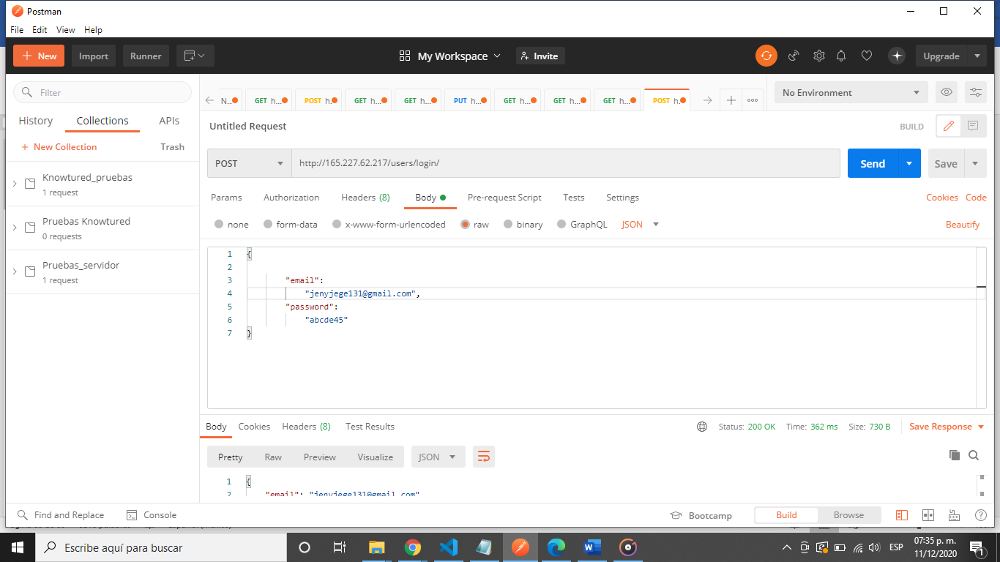 Postman
File Edit View Help
New Import Runner My Workspace Invite Upgrade
Filter
History Collections APIs
+ New Collection Trash
Knowtured_pruebas
1 request
Pruebas Knowtured
0 requests
Pruebas_servidor
1 request
N... GET h... POST h... GET h... GET h... PUT h... GET h... GET h... GET h... POST h...
No Environment
Untitled Request BUILD
POST http://165.227.62.217/users/login/ Send Save
Params Authorization Headers (8) Body Pre-request Script Tests Settings Cookies Code
none form-data x-www-form-urlencoded raw binary GraphQL JSON Beautify
1 {
2
3 "email":
4 "jenyjege131@gmail.com",
5 "password":
6 "abcde45"
7 }
Body Cookies Headers (8) Test Results Status: 200 OK Time: 362 ms Size: 730 B Save Response
Pretty Raw Preview Visualize JSON
1 {
2 "email": "jenyjege131@gmail.com"
Find and Replace Console Bootcamp Build Browse
Escribe aquí para buscar
ESP
07:35 p. m.
11/12/2020
1